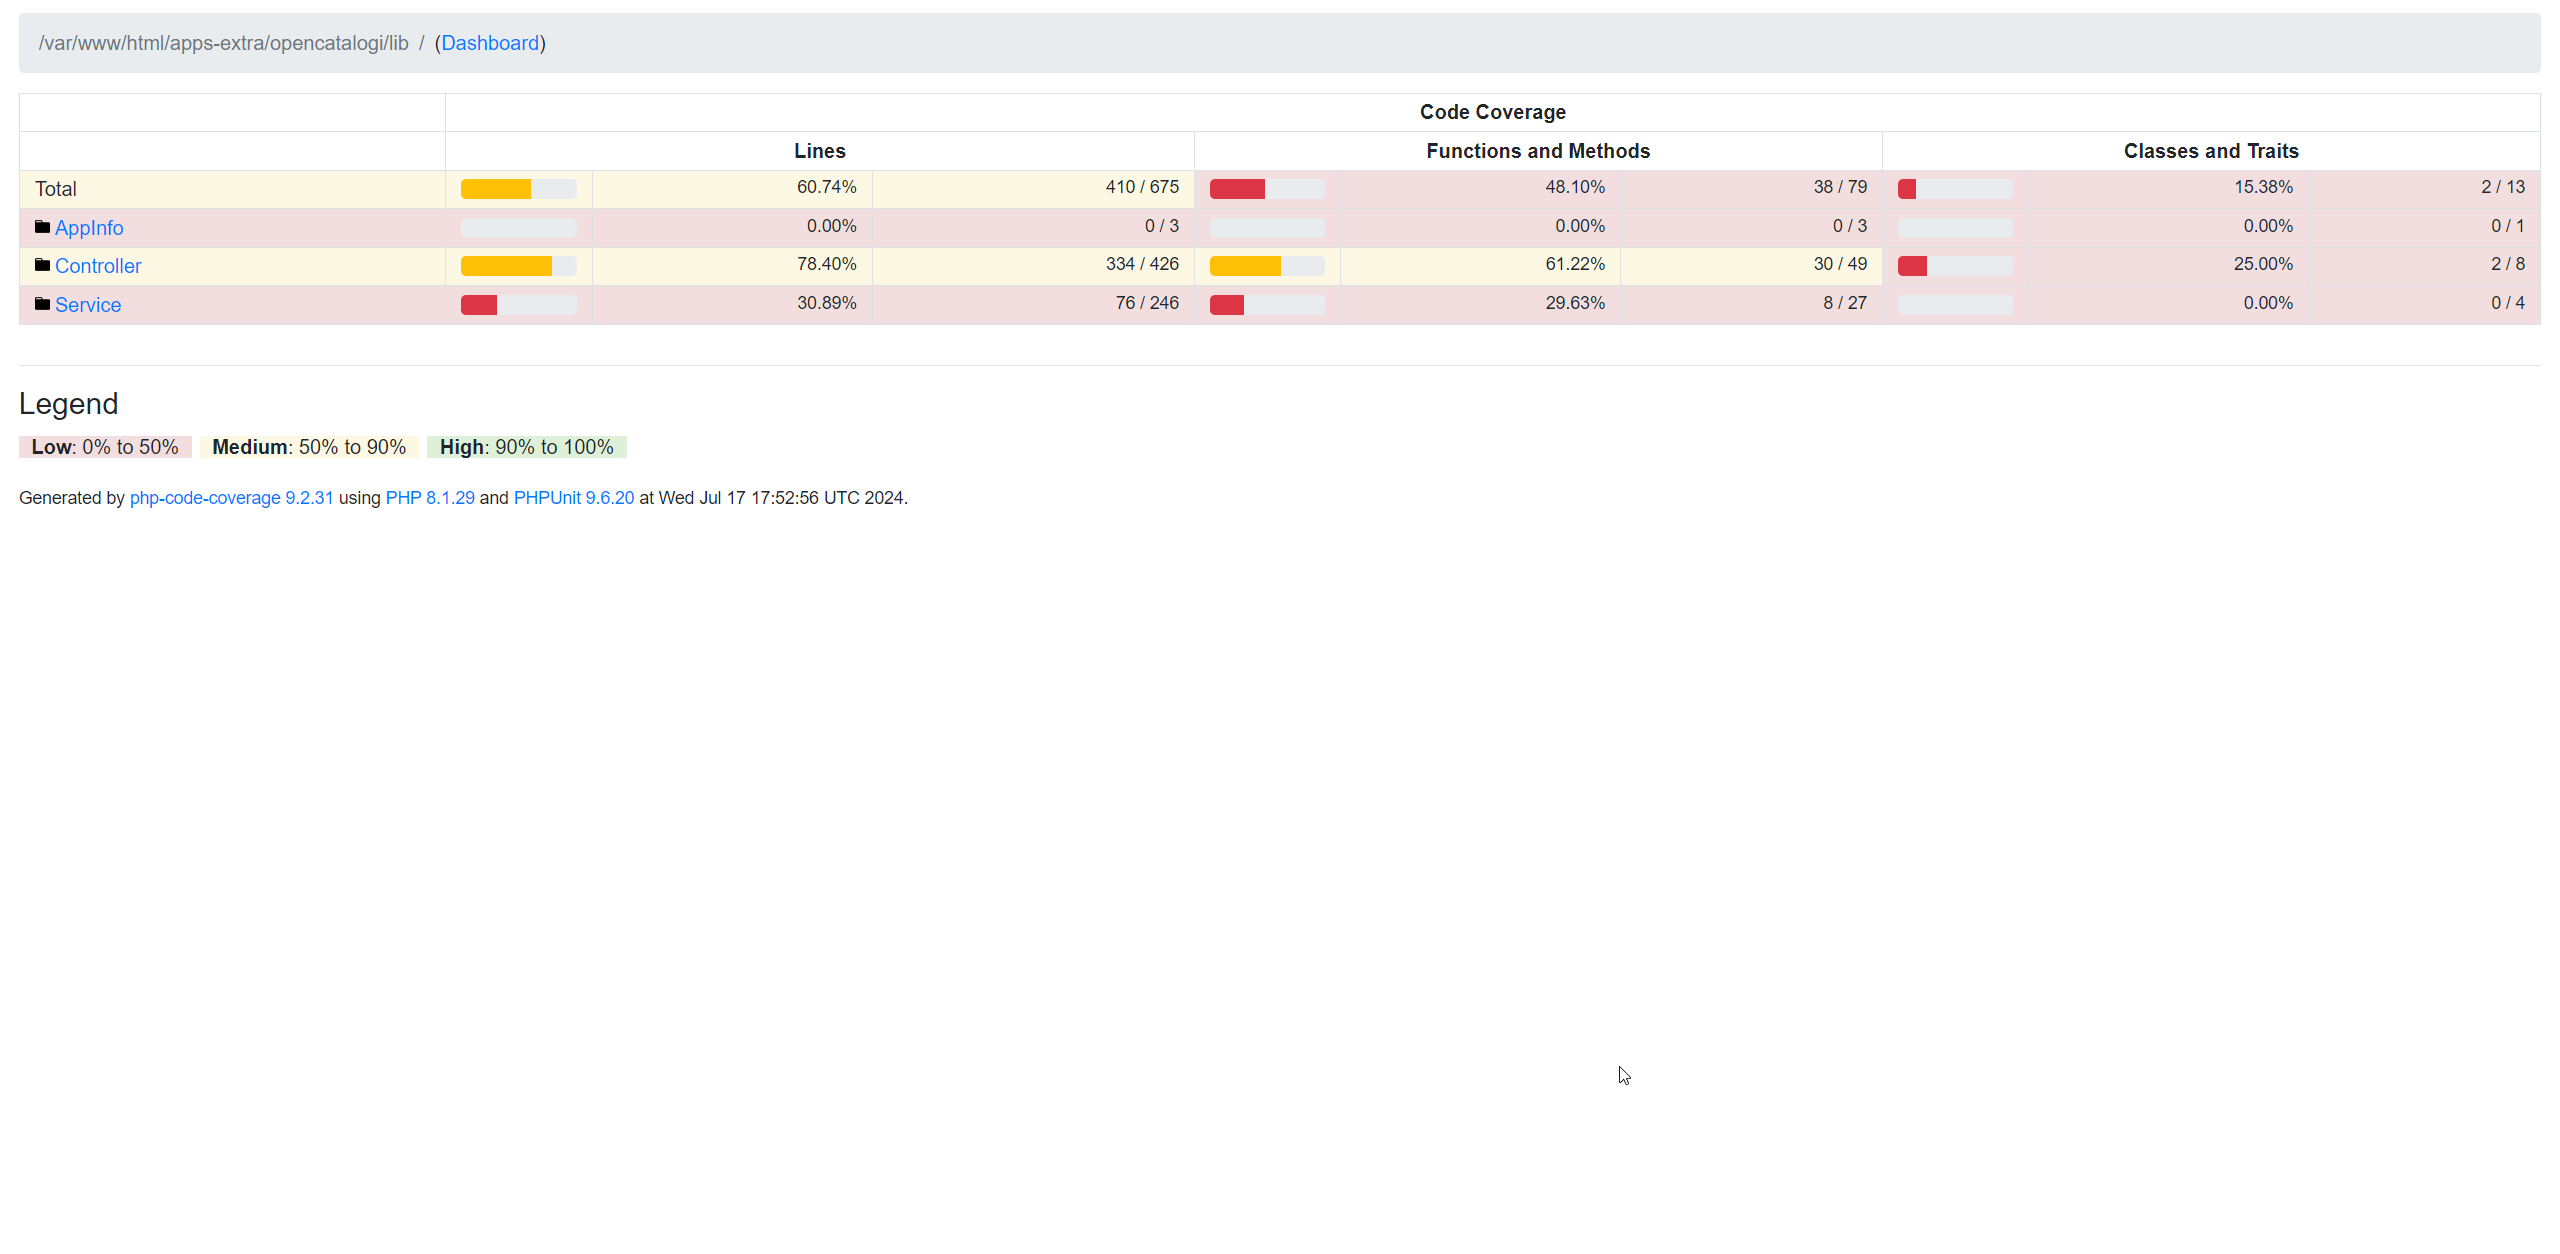 /var/www/html/apps-extra/opencatalogi/lib / (Dashboard)
Code Coverage
Lines Functions and Methods Classes and Traits
Total 60.74% 410 / 675 48.10% 38 / 79 15.38% 2 / 13
AppInfo 0.00% 0 / 3 0.00% 0 / 3 0.00% 0 / 1
Controller 78.40% 334 / 426 61.22% 30 / 49 25.00% 2 / 8
Service 30.89% 76 / 246 29.63% 8 / 27 0.00% 0 / 4
Legend
Low: 0% to 50% Medium: 50% to 90% High: 90% to 100%
Generated by php-code-coverage 9.2.31 using PHP 8.1.29 and PHPUnit 9.6.20 at Wed Jul 17 17:52:56 UTC 2024.